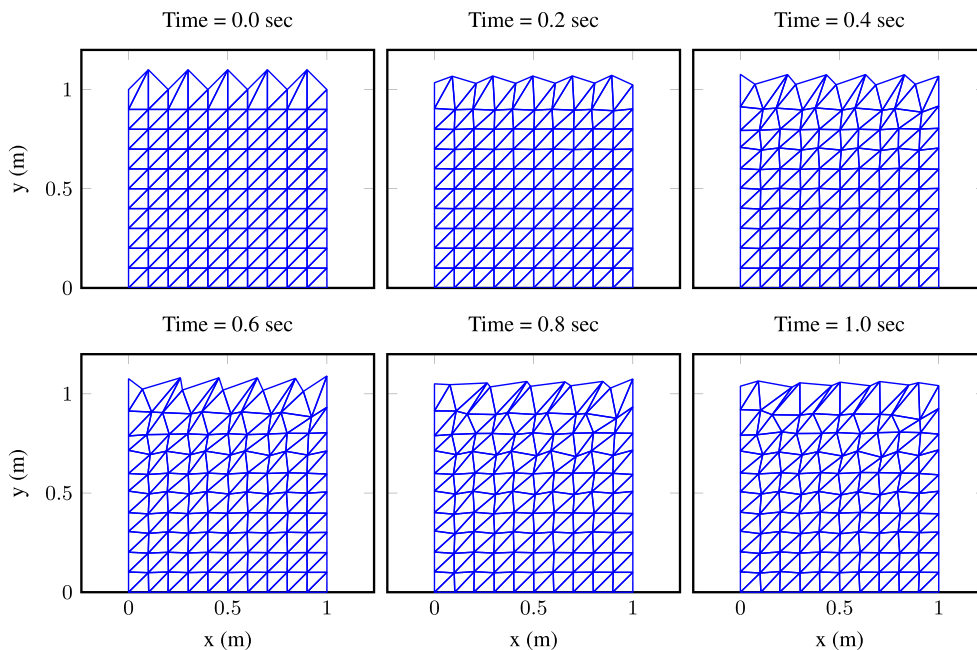 Time = 0.0 sec
Time = 0.2 sec
Time = 0.4 sec
1
0.5
0
y (m)
Time = 0.6 sec
Time = 0.8 sec
Time = 1.0 sec
1
0.5
0
y (m)
0 0.5 1
0 0.5 1
0 0.5 1
x (m)
x (m)
x (m)